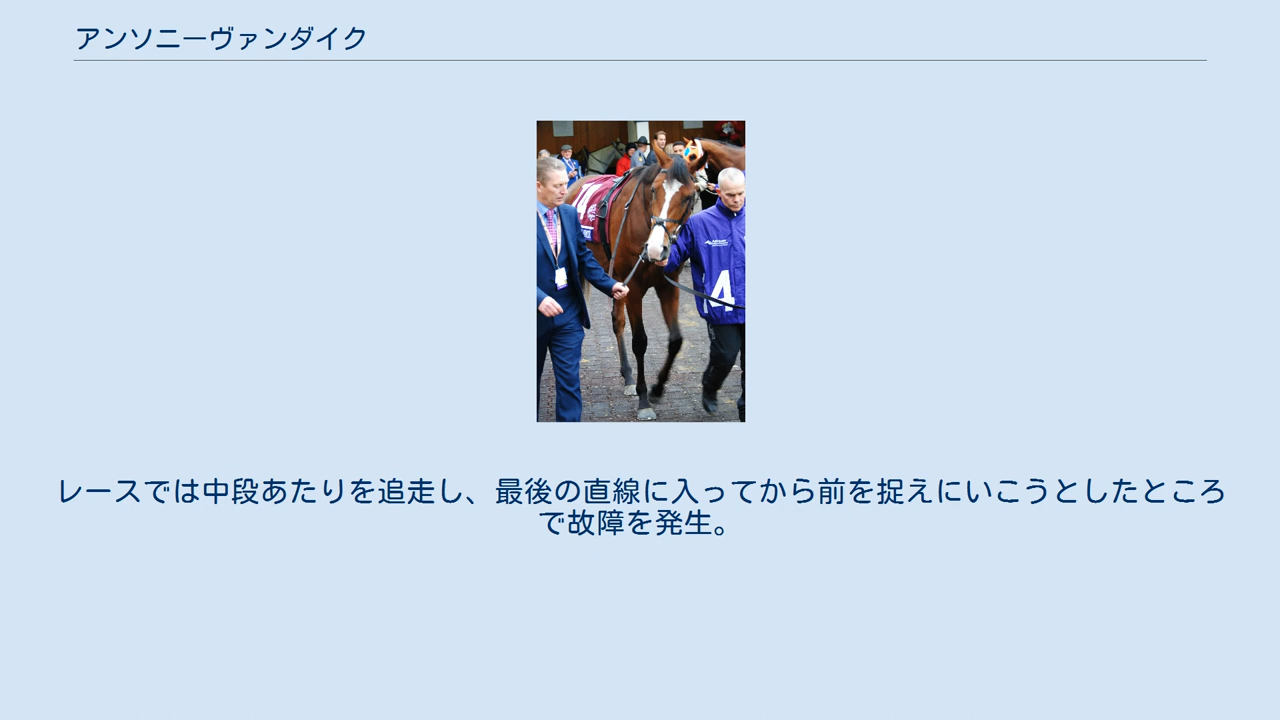 アンソニーヴァンダイク
14
4
レースでは中段あたりを追走し、最後の直線に入ってから前を捉えにいこうとしたところ
で故障を発生。